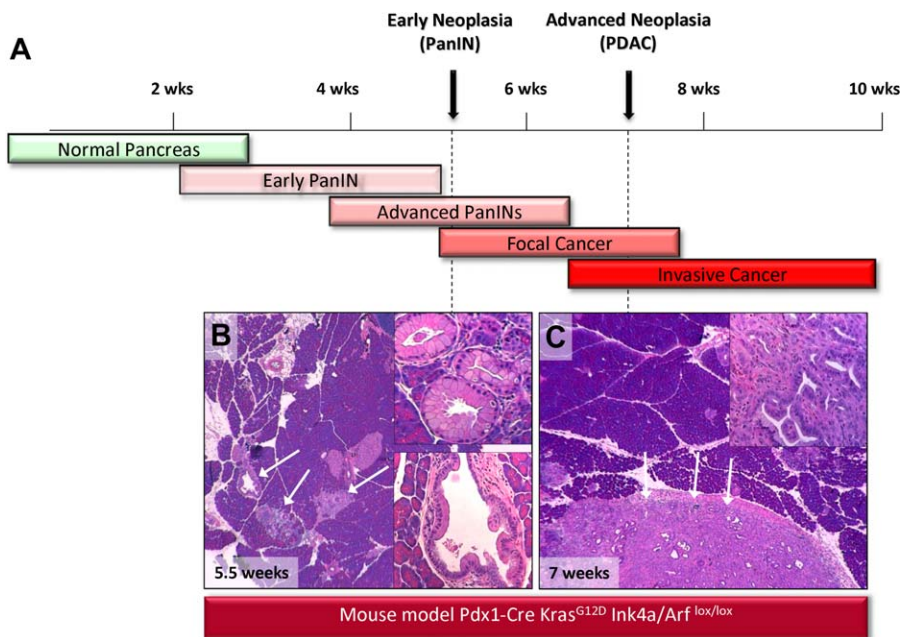 Early Neoplasia
(PanIN)
Advanced Neoplasia
(PDAC)
A
2 wks
4 wks
6 wks
8 wks
10 wks
Normal Pancreas
Early PanIN
Advanced PanINs
Focal Cancer
Invasive Cancer
B
C
5.5 weeks
7 weeks
Mouse model Pdx1-Cre Kras^G12D Ink4a/Arf ^lox/lox